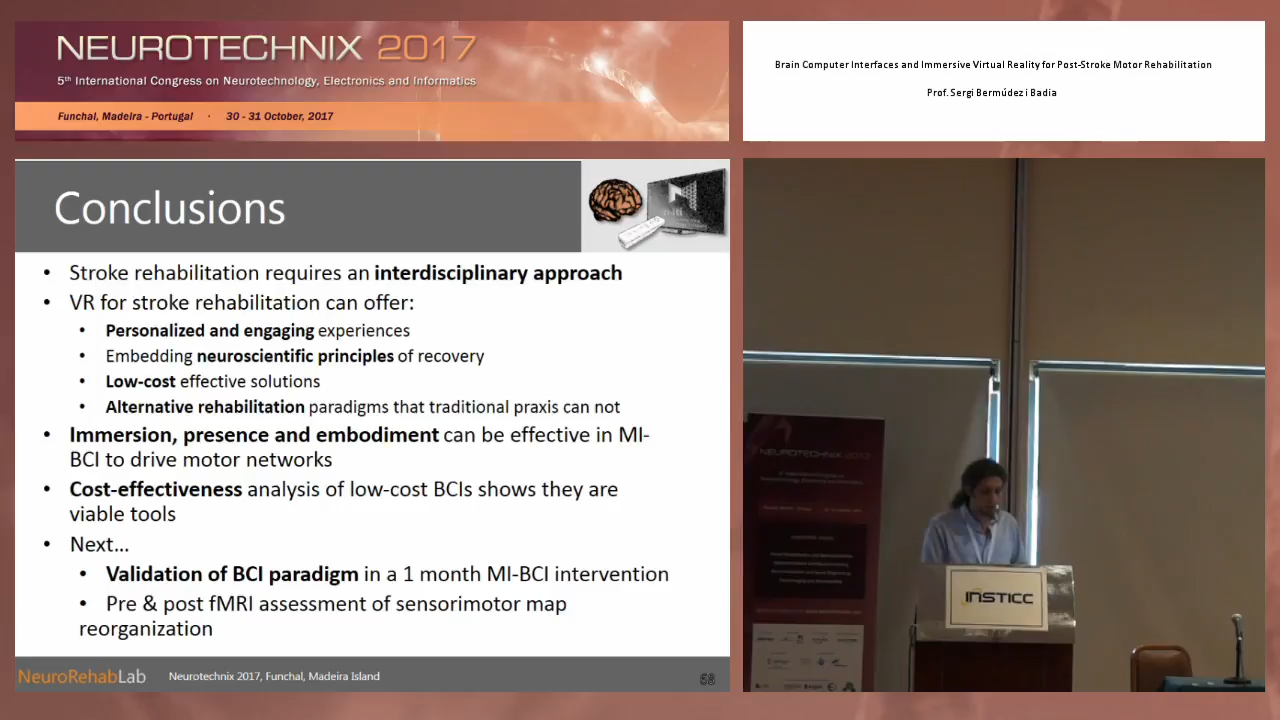 NEUROTECHNIX 2017
5th International Congress on Neurotechnology, Electronics and Informatics
Funchal, Madeira - Portugal · 30 - 31 October, 2017
Brain Computer Interfaces and Immersive Virtual Reality for Post-Stroke Motor Rehabilitation
Prof. Sergi Bermúdez i Badia
Conclusions
• Stroke rehabilitation requires an interdisciplinary approach
• VR for stroke rehabilitation can offer:
• Personalized and engaging experiences
• Embedding neuroscientific principles of recovery
• Low-cost effective solutions
• Alternative rehabilitation paradigms that traditional praxis can not
• Immersion, presence and embodiment can be effective in MI-
BCI to drive motor networks
• Cost-effectiveness analysis of low-cost BCIs shows they are
viable tools
• Next…
• Validation of BCI paradigm in a 1 month MI-BCI intervention
• Pre & post fMRI assessment of sensorimotor map
reorganization
NeuroRehabLab
Neurotechnix 2017, Funchal, Madeira Island
58
NEUROTECHNIX 2017
INSTICC